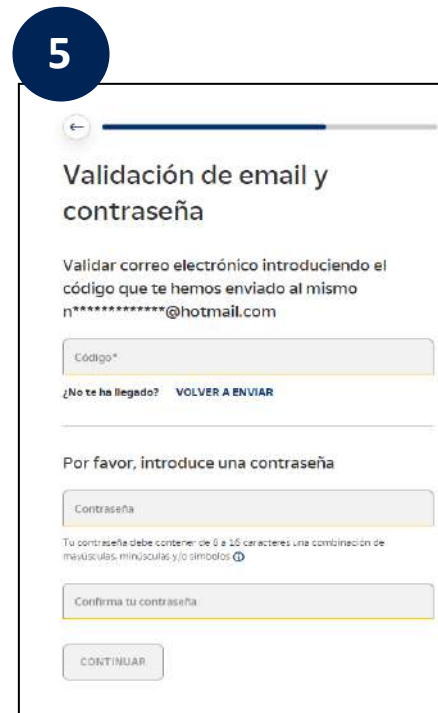 5
Validación de email y
contraseña
Validar correo electrónico introduciendo el
código que te hemos enviado al mismo
n*************@hotmail.com
Código*
¿No te ha llegado? VOLVER A ENVIAR
Por favor, introduce una contraseña
Contraseña
Tu contraseña debe contener de 8 a 16 caracteres una combinación de
mayúsculas, minúsculas y/o símbolos
Confirma tu contraseña
CONTINUAR